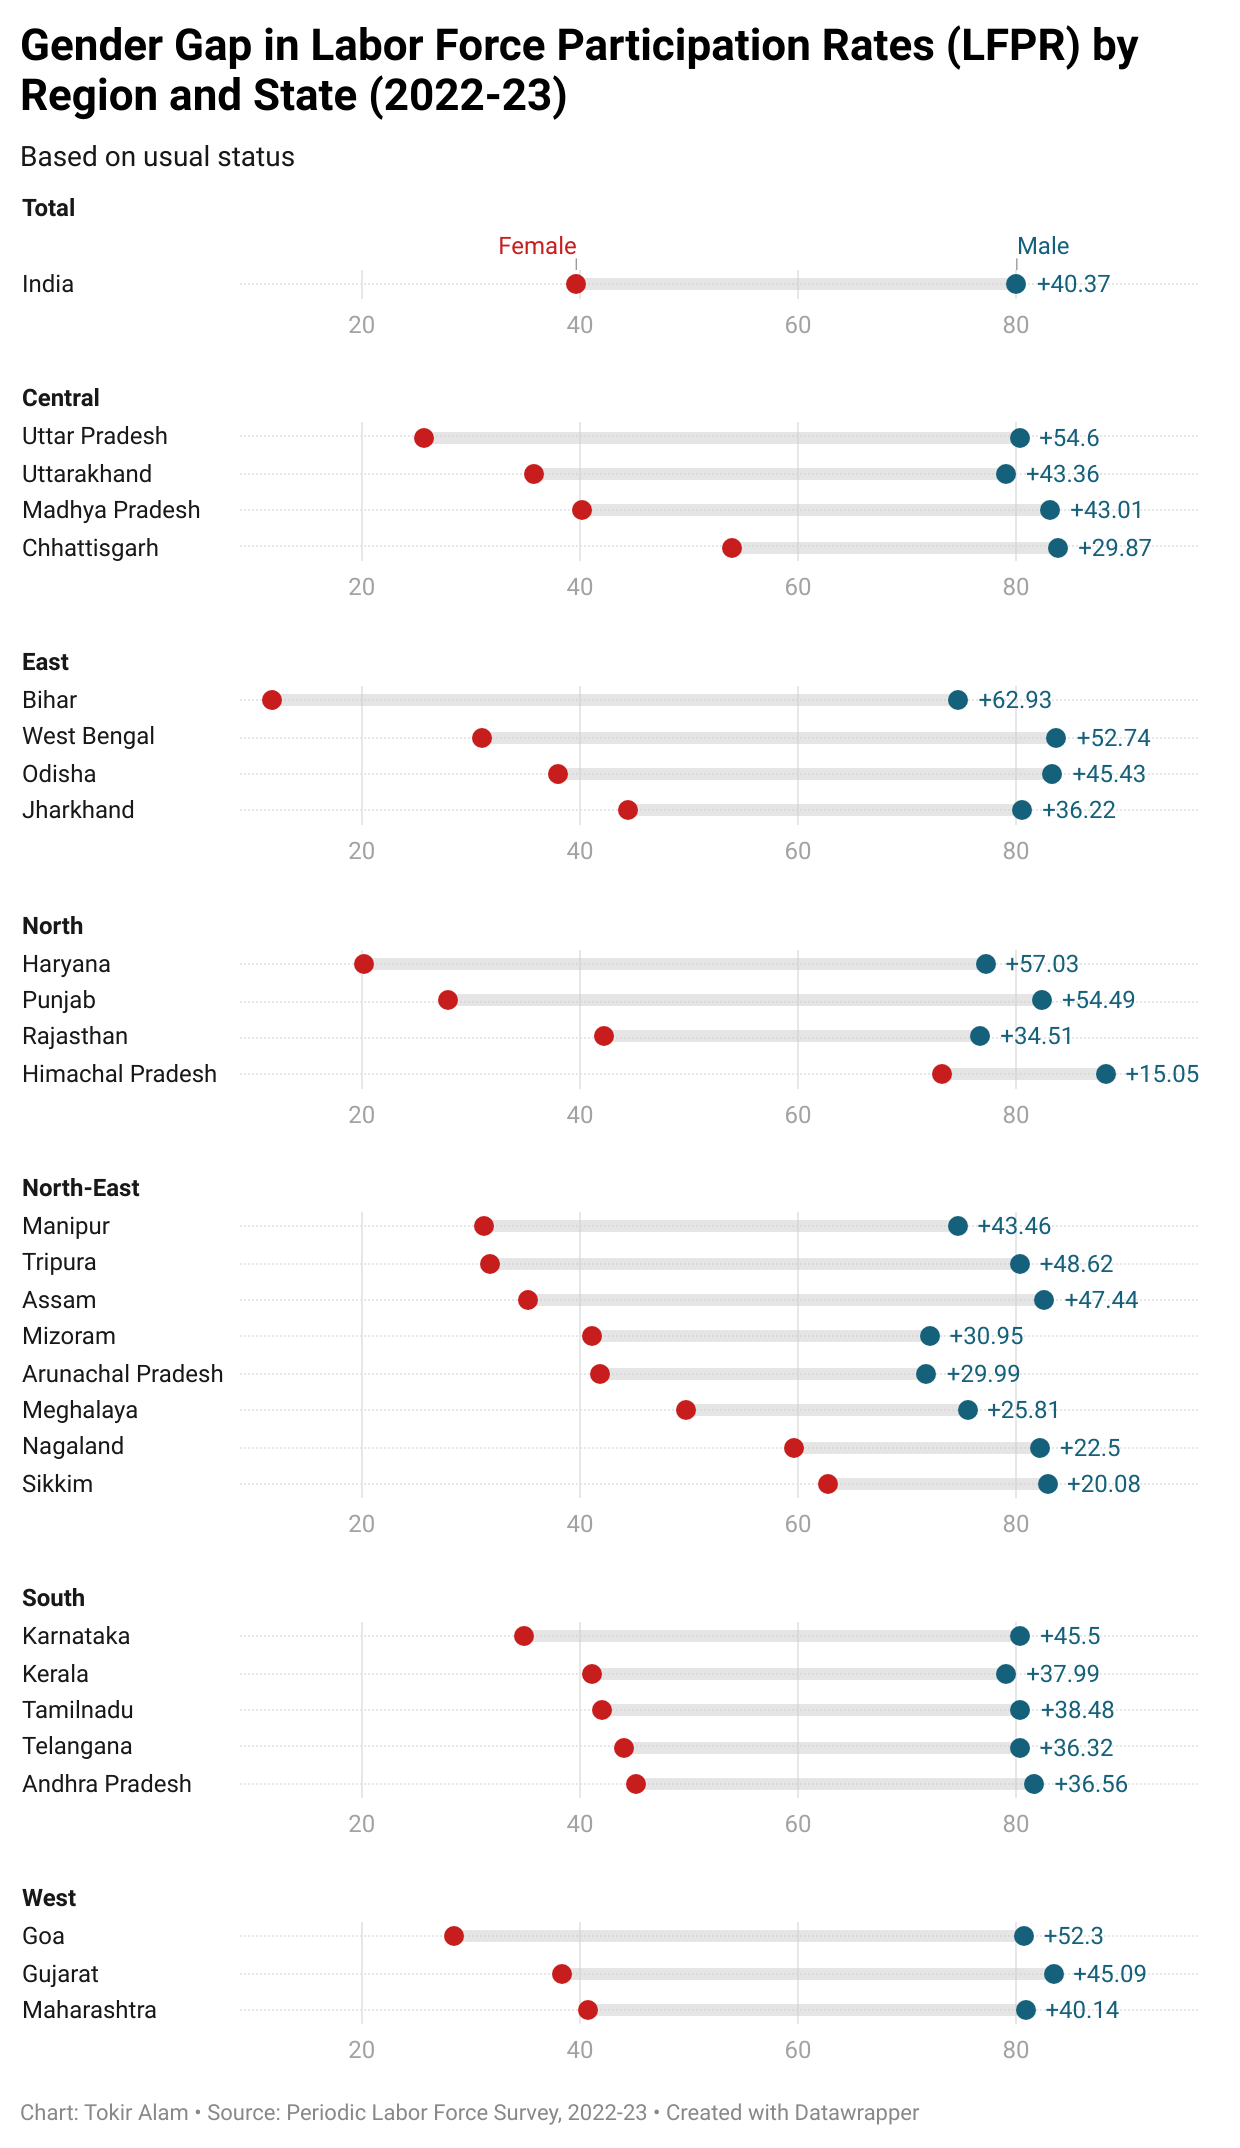 Gender Gap in Labor Force Participation Rates (LFPR) by
Region and State (2022-23)
Based on usual status
Total
Female Male
India +40.37
20 40 60 80
Central
Uttar Pradesh +54.6
Uttarakhand +43.36
Madhya Pradesh +43.01
Chhattisgarh +29.87
20 40 60 80
East
Bihar +62.93
West Bengal +52.74
Odisha +45.43
Jharkhand +36.22
20 40 60 80
North
Haryana +57.03
Punjab +54.49
Rajasthan +34.51
Himachal Pradesh +15.05
20 40 60 80
North-East
Manipur +43.46
Tripura +48.62
Assam +47.44
Mizoram +30.95
Arunachal Pradesh +29.99
Meghalaya +25.81
Nagaland +22.5
Sikkim +20.08
20 40 60 80
South
Karnataka +45.5
Kerala +37.99
Tamilnadu +38.48
Telangana +36.32
Andhra Pradesh +36.56
20 40 60 80
West
Goa +52.3
Gujarat +45.09
Maharashtra +40.14
20 40 60 80
Chart: Tokir Alam • Source: Periodic Labor Force Survey, 2022-23 • Created with Datawrapper